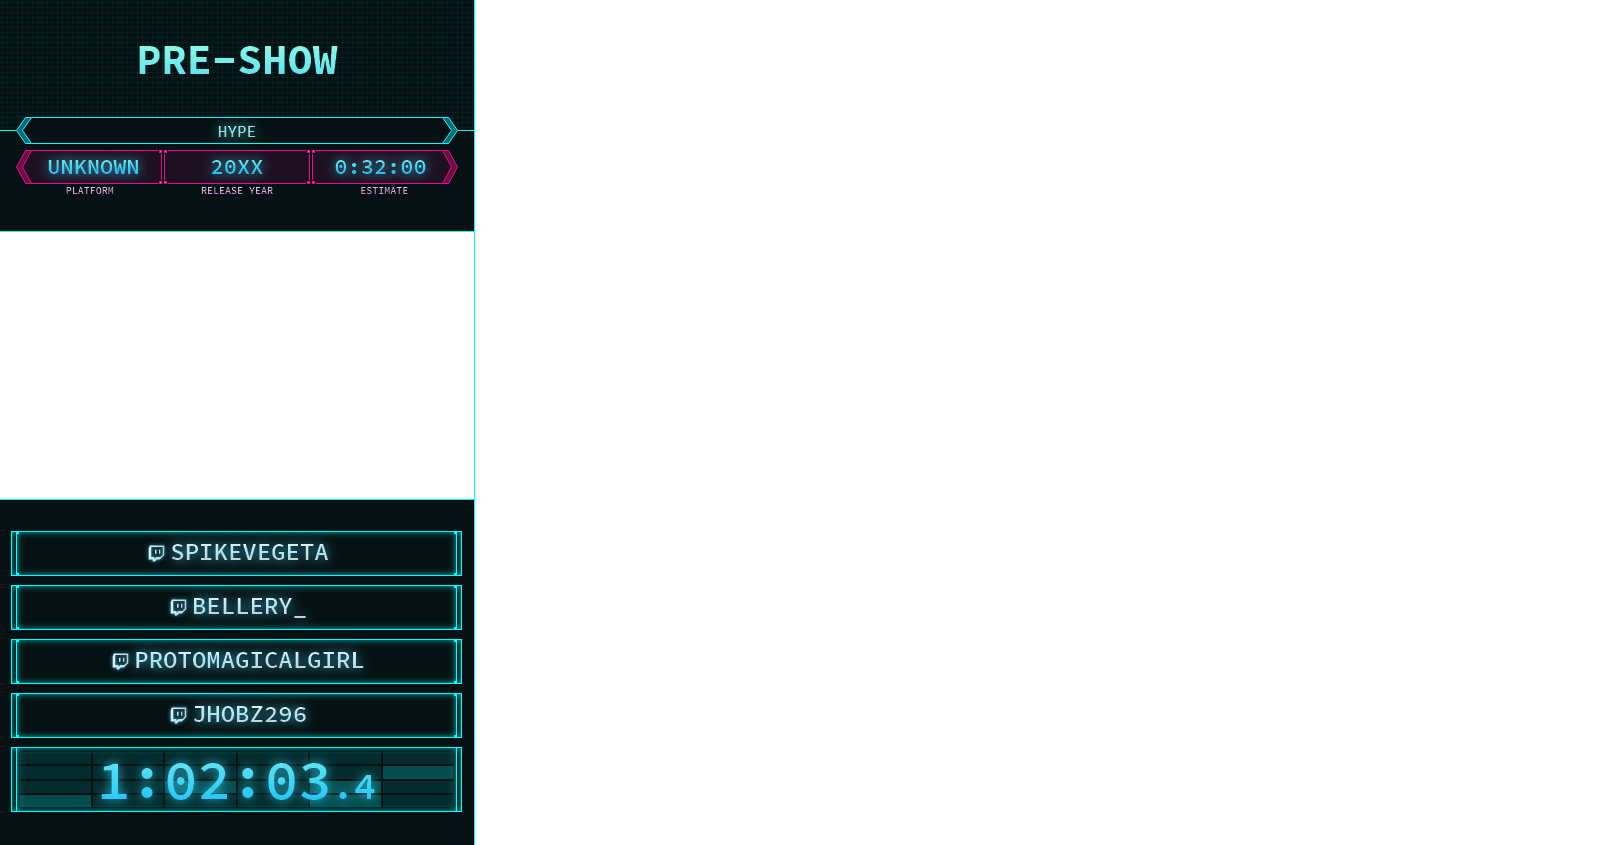 PRE-SHOW
HYPE
UNKNOWN 20XX 0:32:00
PLATFORM RELEASE YEAR ESTIMATE
SPIKEVEGETA
BELLERY_
PROTOMAGICALGIRL
JHOBZ296
1:02:03.4